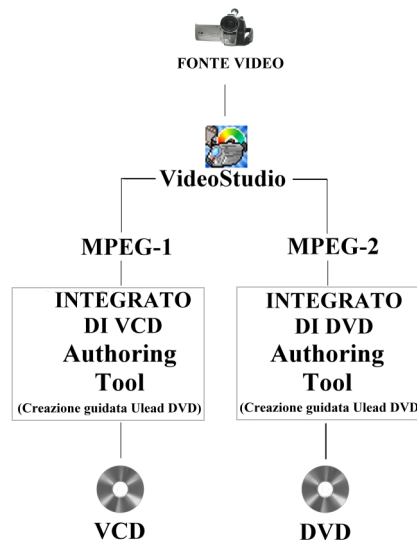 FONTE VIDEO
VideoStudio
MPEG-1
INTEGRATO
DI VCD
Authoring
Tool
(Creazione guidata Ulead DVD)
VCD
MPEG-2
INTEGRATO
DI DVD
Authoring
Tool
(Creazione guidata Ulead DVD
DVD